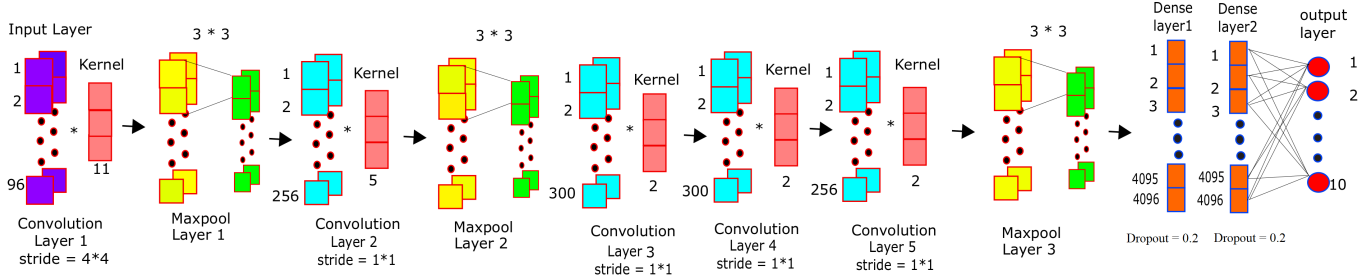 Input Layer
1
2
96
Kernel
*
11
Convolution
Layer 1
stride = 4*4
3 * 3
Maxpool
Layer 1
1
2
256
Kernel
*
5
Convolution
Layer 2
stride = 1*1
3 * 3
Maxpool
Layer 2
1
2
300
Kernel
*
2
Convolution
Layer 3
stride = 1*1
1
2
300
Kernel
*
2
Convolution
Layer 4
stride = 1*1
1
2
256
Kernel
*
2
Convolution
Layer 5
stride = 1*1
3 * 3
Maxpool
Layer 3
Dense
layer1
1
2
3
4095
4096
Dropout = 0.2
Dense
layer2
1
2
3
4095
4096
Dropout = 0.2
output
layer
1
2
10